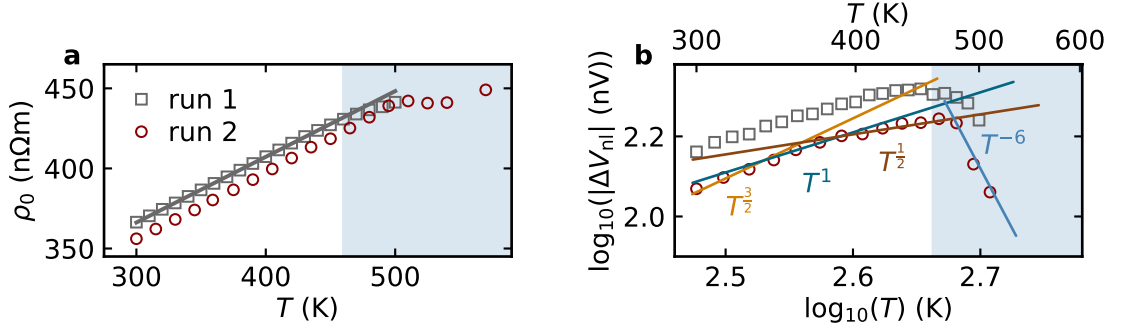 a
ρ₀ (nΩm)
450
400
350
run 1
run 2
300
400
500
T (K)
b
T (K)
300
400
500
600
log₁₀(|ΔVₙₗ|) (nV)
2.2
2.0
T^{3/2}
T¹
T^{1/2}
T⁻⁶
2.5
2.6
2.7
log₁₀(T) (K)